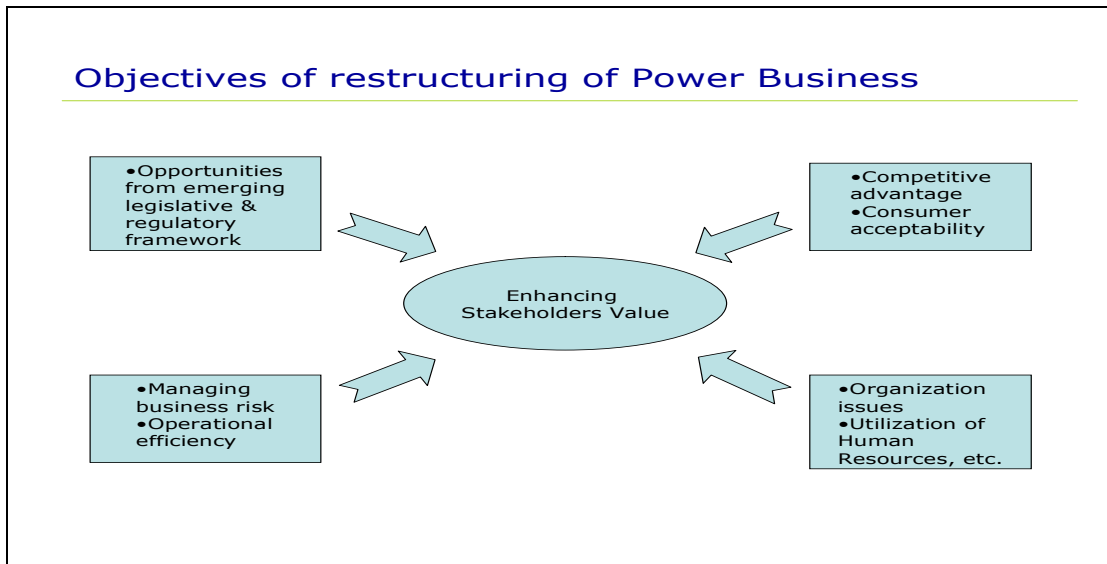 Objectives of restructuring of Power Business
•Opportunities
from emerging
legislative &
regulatory
framework
•Competitive
advantage
•Consumer
acceptability
Enhancing
Stakeholders Value
•Managing
business risk
•Operational
efficiency
•Organization
issues
•Utilization of
Human
Resources, etc.